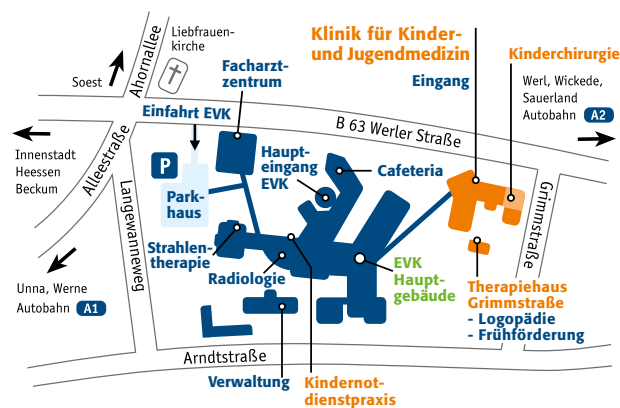 Liebfrauen-
kirche
Ahornallee
Soest
Klinik für Kinder-
und Jugendmedizin
Eingang
Kinderchirurgie
Werl, Wickede,
Sauerland
Autobahn A2
Facharzt-
zentrum
Einfahrt EVK
B 63 Werler Straße
Innenstadt
Heessen
Beckum
Alleestraße
Langewanneweg
P
Park-
haus
Haupt-
eingang
EVK
Cafeteria
Grimmstraße
Strahlen-
therapie
Radiologie
EVK
Haupt-
gebäude
Unna, Werne
Autobahn A1
Therapiehaus
Grimmstraße
- Logopädie
- Frühförderung
Arndtstraße
Verwaltung
Kindernot-
dienstpraxis